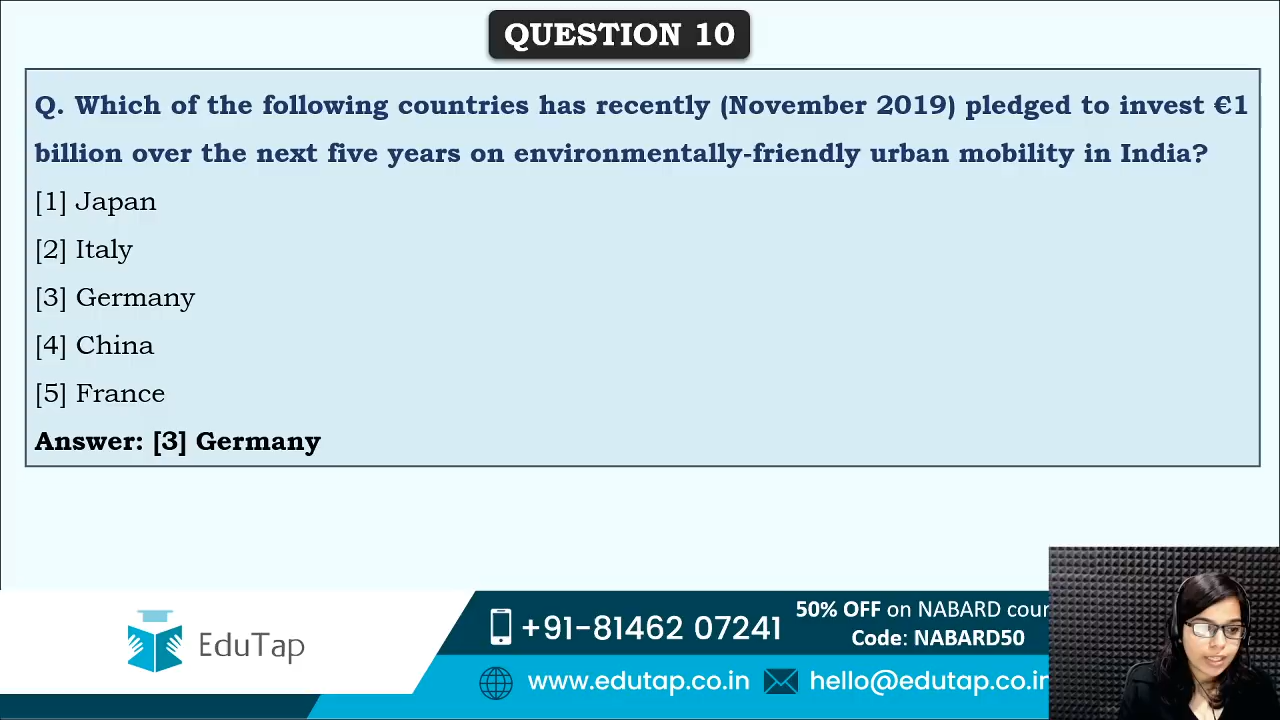 QUESTION 10
Q. Which of the following countries has recently (November 2019) pledged to invest €1
billion over the next five years on environmentally-friendly urban mobility in India?
[1] Japan
[2] Italy
[3] Germany
[4] China
[5] France
Answer: [3] Germany
EduTap
+91-81462 07241
50% OFF on NABARD cour
Code: NABARD50
www.edutap.co.in
hello@edutap.co.in